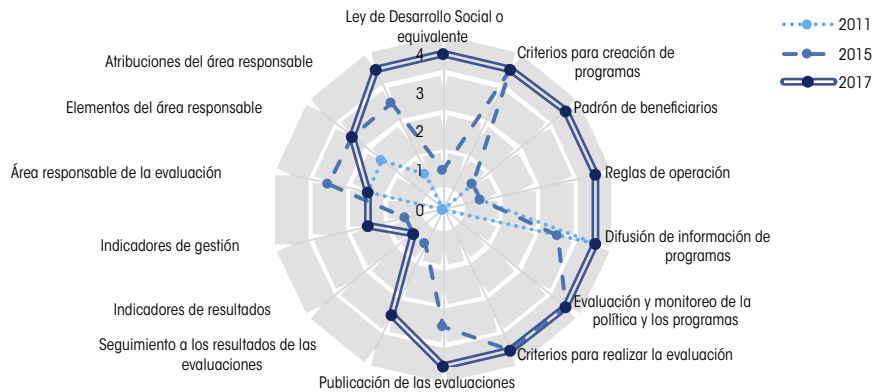 Ley de Desarrollo Social o
equivalente
Criterios para creación de
programas
Padrón de beneficiarios
Reglas de operación
Difusión de información de
programas
Evaluación y monitoreo de la
política y los programas
Criterios para realizar la evaluación
Publicación de las evaluaciones
Seguimiento a los resultados de las
evaluaciones
Indicadores de resultados
Indicadores de gestión
Área responsable de la evaluación
Elementos del área responsable
Atribuciones del área responsable
4
3
2
1
0
2011
2015
2017